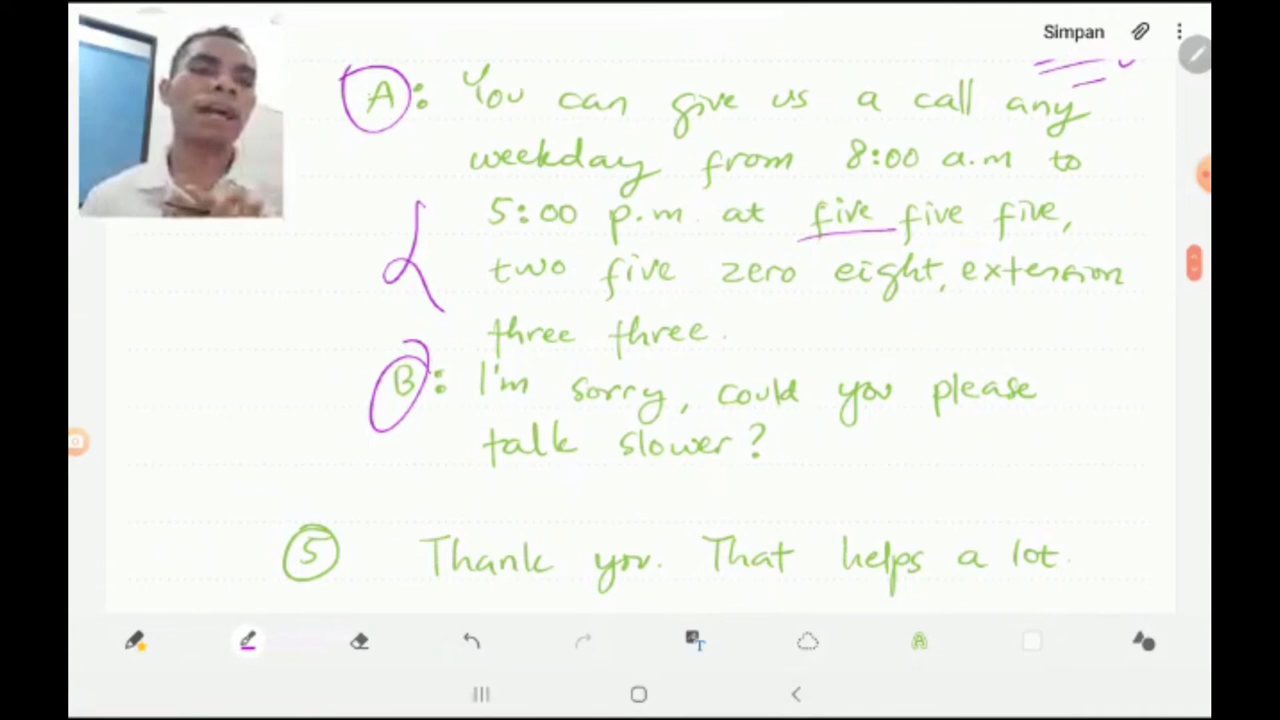 Simpan
A: You can give us a call any
weekday from 8:00 a.m to
5:00 p.m. at five five five,
two five zero eight, extension
three three.
B: I'm sorry, could you please
talk slower?
5 Thank you. That helps a lot.